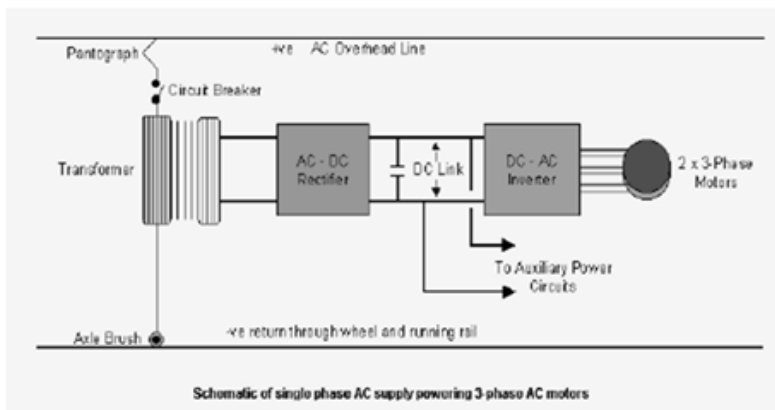 +ve AC Overhead Line
Pantograph
Circuit Breaker
Transformer
AC - DC
Rectifier
DC Link
DC - AC
Inverter
2 x 3-Phase
Motors
To Auxiliary Power
Circuits
Axle Brush
-ve return through wheel and running rail
Schematic of single phase AC supply powering 3-phase AC motors